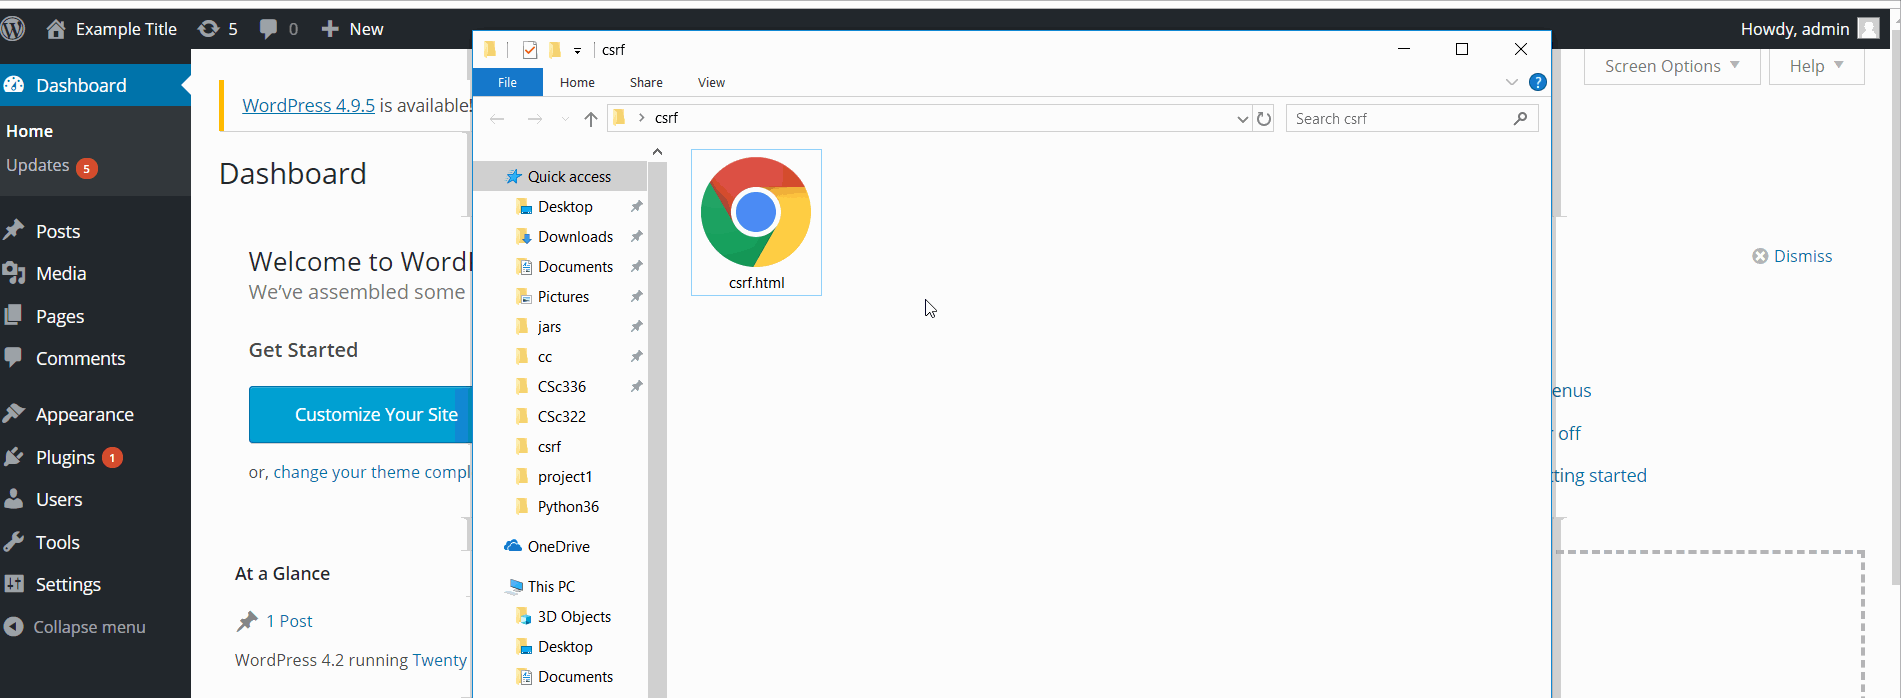 Example Title 5 0 New
Howdy, admin
Dashboard
Home
Updates 5
Posts
Media
Pages
Comments
Appearance
Plugins 1
Users
Tools
Settings
Collapse menu
WordPress 4.9.5 is available!
Dashboard
Welcome to Word
We've assembled some
Get Started
Customize Your Site
or, change your theme compl
At a Glance
1 Post
WordPress 4.2 running Twenty
csrf
File Home Share View
csrf
Search csrf
Quick access
Desktop
Downloads
Documents
Pictures
jars
cc
CSc336
CSc322
csrf
project1
Python36
OneDrive
This PC
3D Objects
Desktop
Documents
csrf.html
Screen Options
Help
Dismiss
enus
off
ting started